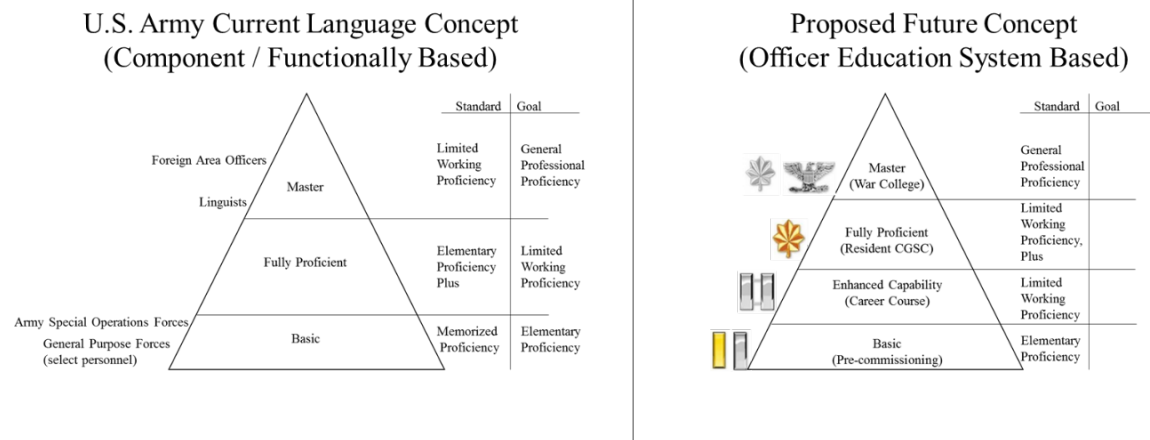 U.S. Army Current Language Concept
(Component / Functionally Based)
Standard
Goal
Foreign Area Officers
Linguists
Master
Limited
Working
Proficiency
General
Professional
Proficiency
Fully Proficient
Elementary
Proficiency
Plus
Limited
Working
Proficiency
Army Special Operations Forces
General Purpose Forces
(select personnel)
Basic
Memorized
Proficiency
Elementary
Proficiency
Proposed Future Concept
(Officer Education System Based)
Standard
Goal
Master
(War College)
General
Professional
Proficiency
Fully Proficient
(Resident CGSC)
Limited
Working
Proficiency,
Plus
Enhanced Capability
(Career Course)
Limited
Working
Proficiency
Basic
(Pre-commissioning)
Elementary
Proficiency